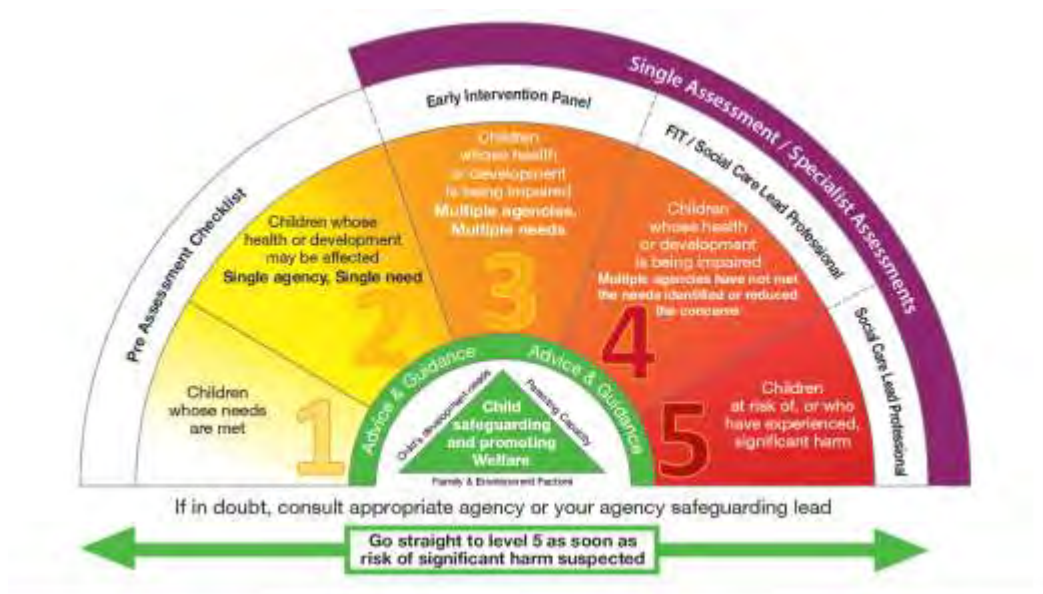 Single Assessment / Specialist Assessments
Early Intervention Panel
FIT / Social Care Lead Professional
Social Care Lead Professional
Pre Assessment Checklist
Children
whose needs
are met
1
Children whose
health or development
may be affected
Single agency, Single need
2
Children
whose health
or development
is being impaired
Multiple agencies,
Multiple needs
3
Children
whose health
or development
is being impaired
Multiple agencies have not met
the needs identified or reduced
the concerns
4
Children
at risk of, or who
have experienced,
significant harm
5
Advice & Guidance
Advice & Guidance
Child's development needs
Parenting Capacity
Child
safeguarding
and promoting
Welfare
Family & Environment Factors
If in doubt, consult appropriate agency or your agency safeguarding lead
Go straight to level 5 as soon as
risk of significant harm suspected